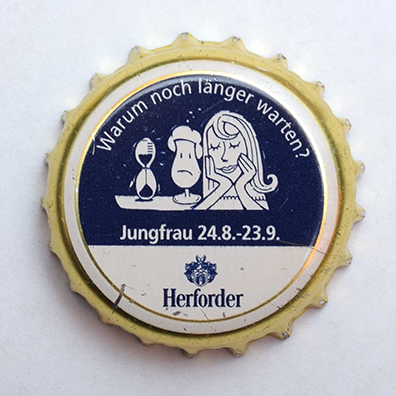 Warum noch länger warten?
Jungfrau 24.8.-23.9.
Herforder